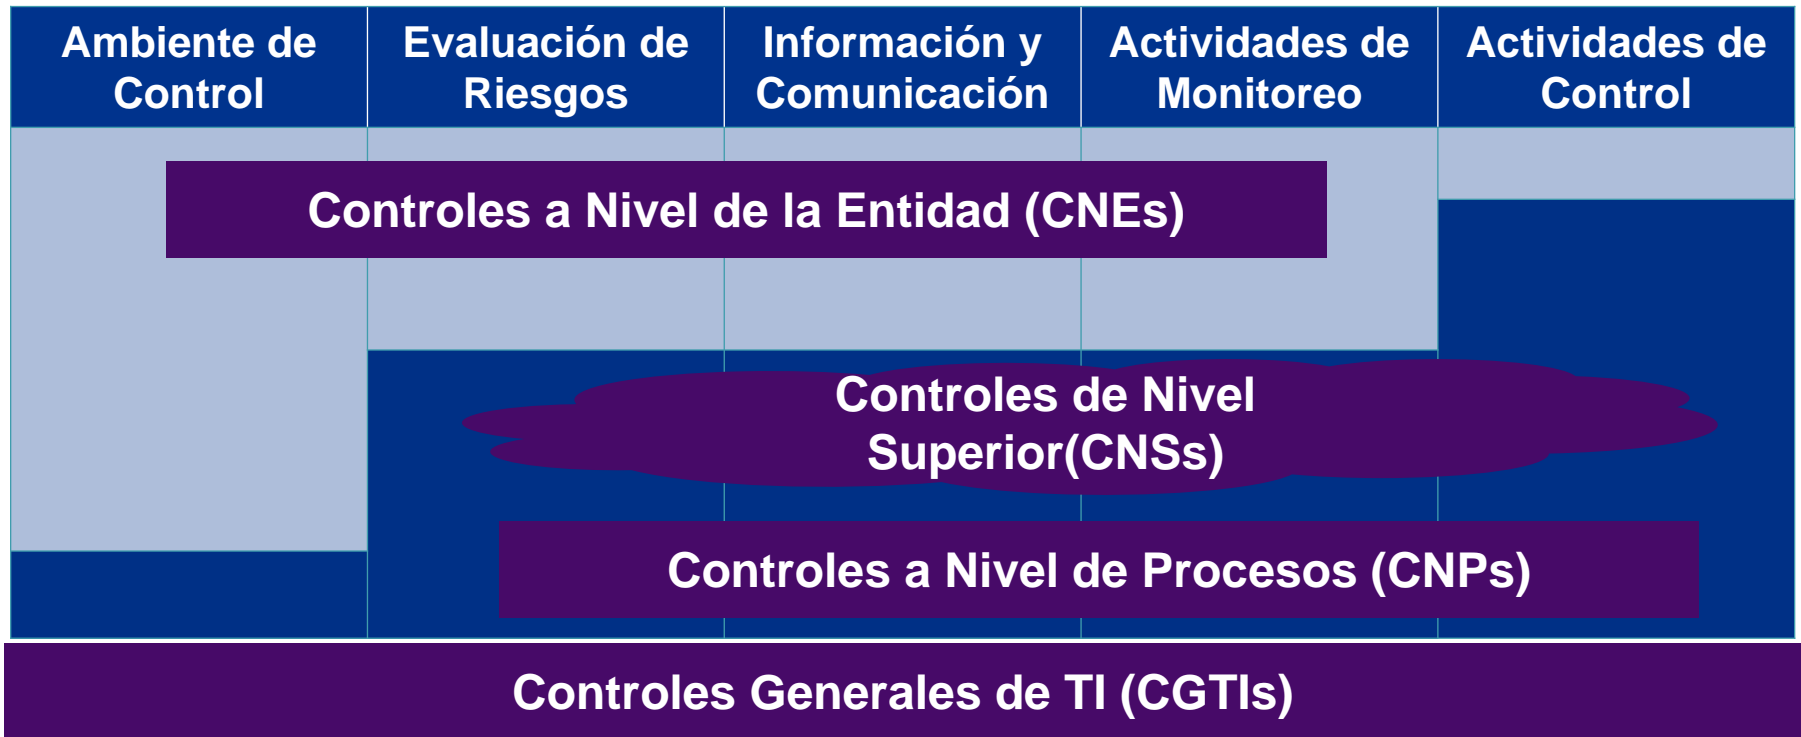 Ambiente de
Control
Evaluación de
Riesgos
Información y
Comunicación
Actividades de
Monitoreo
Actividades de
Control
Controles a Nivel de la Entidad (CNEs)
Controles de Nivel
Superior(CNSs)
Controles a Nivel de Procesos (CNPs)
Controles Generales de TI (CGTIs)